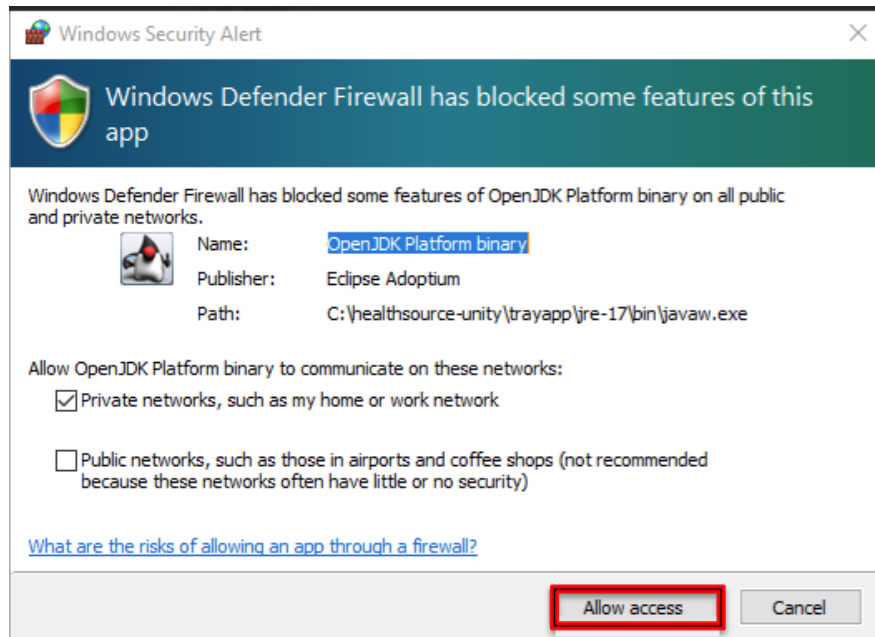 Windows Security Alert
Windows Defender Firewall has blocked some features of this
app
Windows Defender Firewall has blocked some features of OpenJDK Platform binary on all public
and private networks.
Name: OpenJDK Platform binary
Publisher: Eclipse Adoptium
Path: C:\healthsource-unity\trayapp\jre-17\bin\javaw.exe
Allow OpenJDK Platform binary to communicate on these networks:
Private networks, such as my home or work network
Public networks, such as those in airports and coffee shops (not recommended
because these networks often have little or no security)
What are the risks of allowing an app through a firewall?
Allow access Cancel